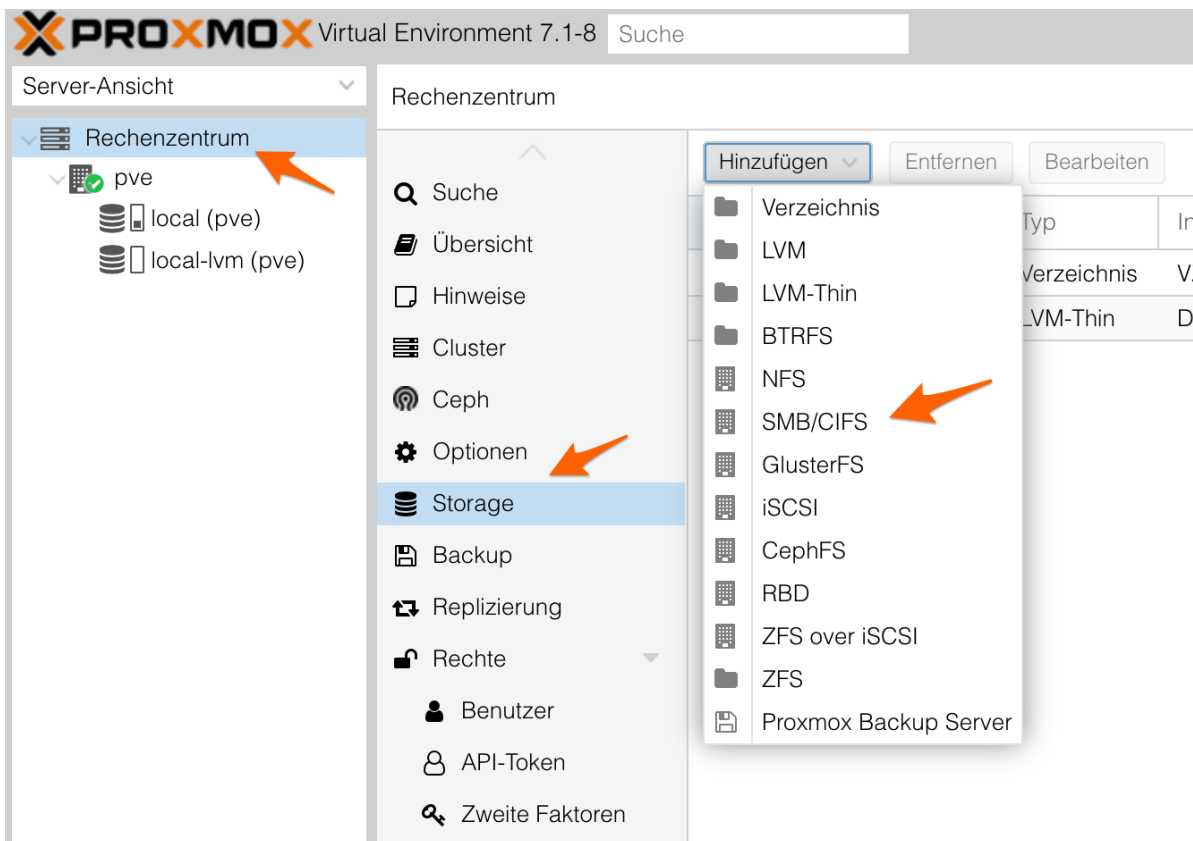 PROXMOX Virtual Environment 7.1-8 Suche
Server-Ansicht
Rechenzentrum
pve
local (pve)
local-lvm (pve)
Rechenzentrum
Suche
Übersicht
Hinweise
Cluster
Ceph
Optionen
Storage
Backup
Replizierung
Rechte
Benutzer
API-Token
Zweite Faktoren
Hinzufügen Entfernen Bearbeiten
Verzeichnis
LVM
LVM-Thin
BTRFS
NFS
SMB/CIFS
GlusterFS
iSCSI
CephFS
RBD
ZFS over iSCSI
ZFS
Proxmox Backup Server
Typ
Verzeichnis
LVM-Thin